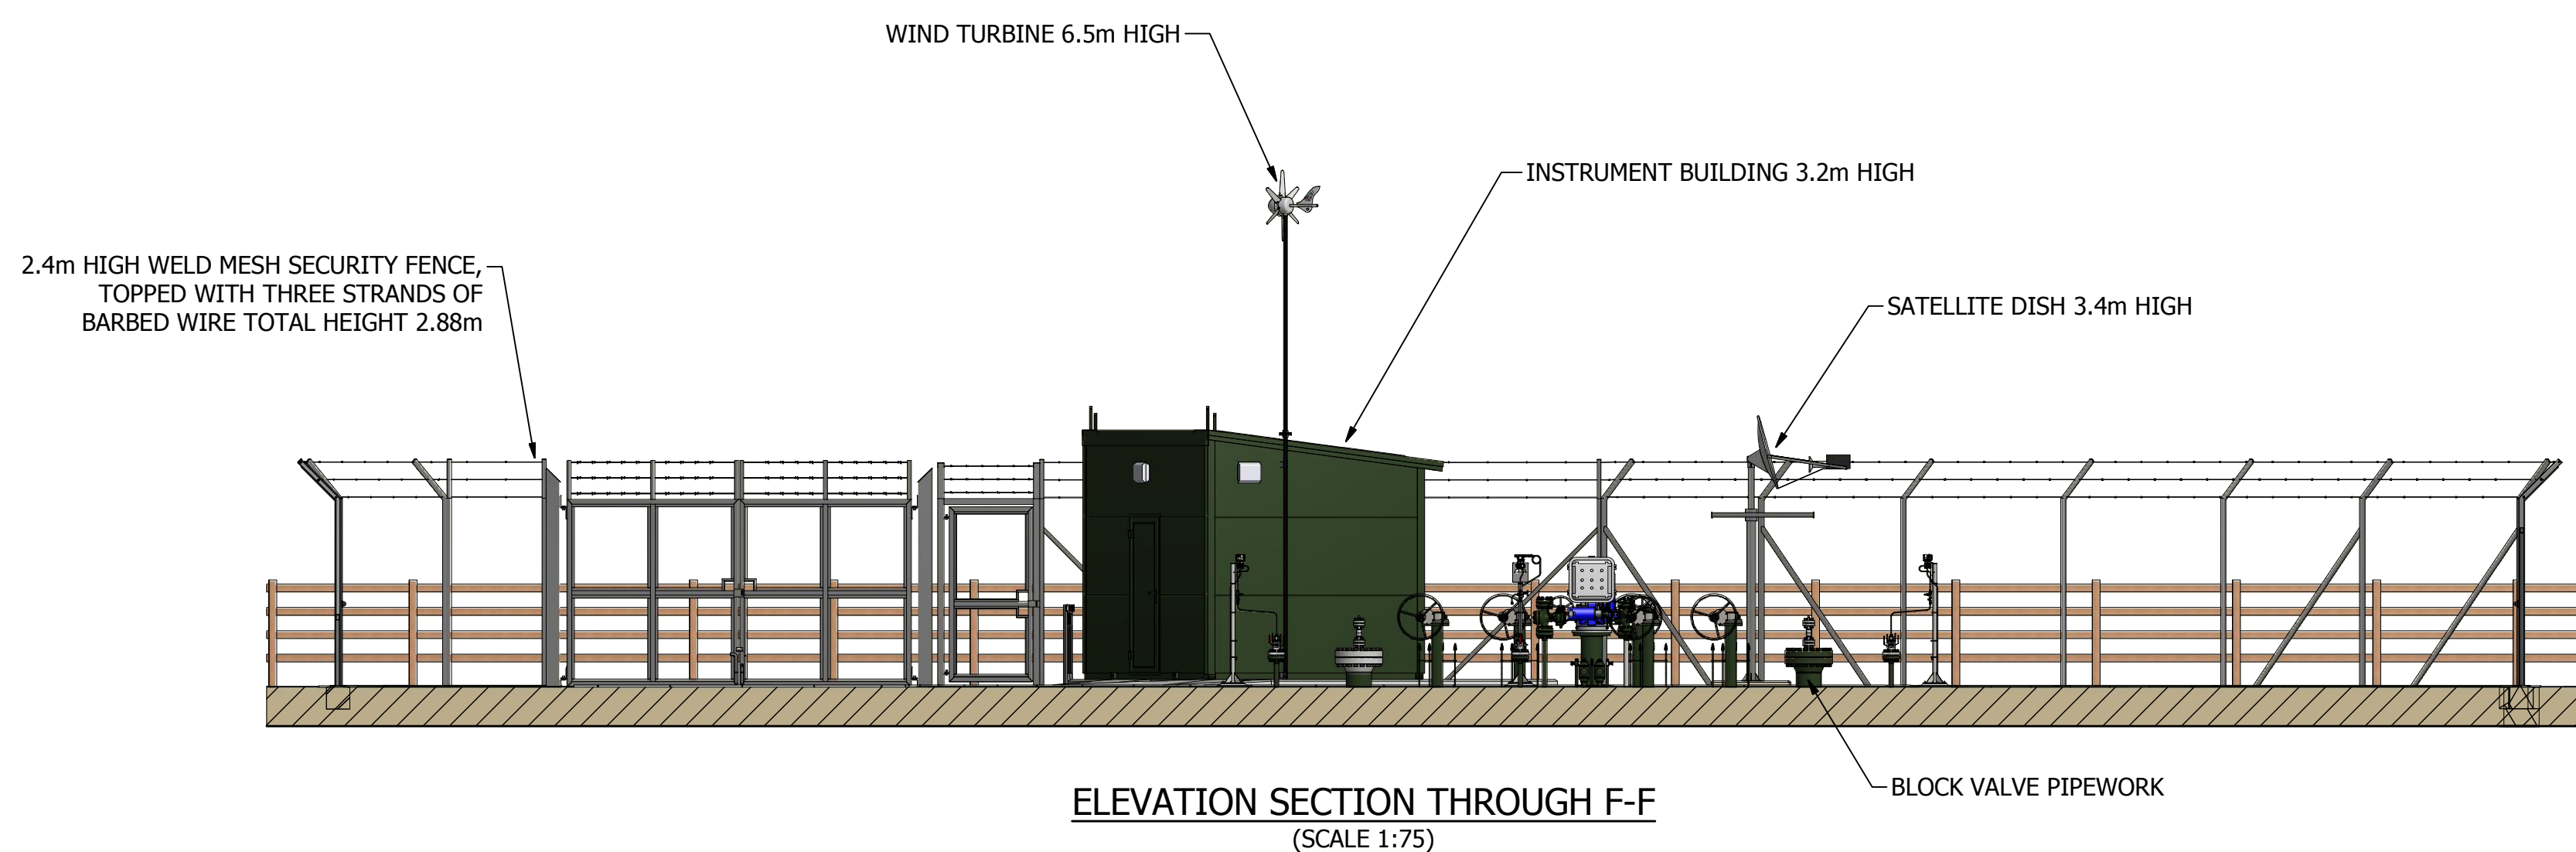 WIND TURBINE 6.5m HIGH
INSTRUMENT BUILDING 3.2m HIGH
2.4m HIGH WELD MESH SECURITY FENCE,
TOPPED WITH THREE STRANDS OF
BARBED WIRE TOTAL HEIGHT 2.88m
SATELLITE DISH 3.4m HIGH
BLOCK VALVE PIPEWORK
ELEVATION SECTION THROUGH F-F
(SCALE 1:75)